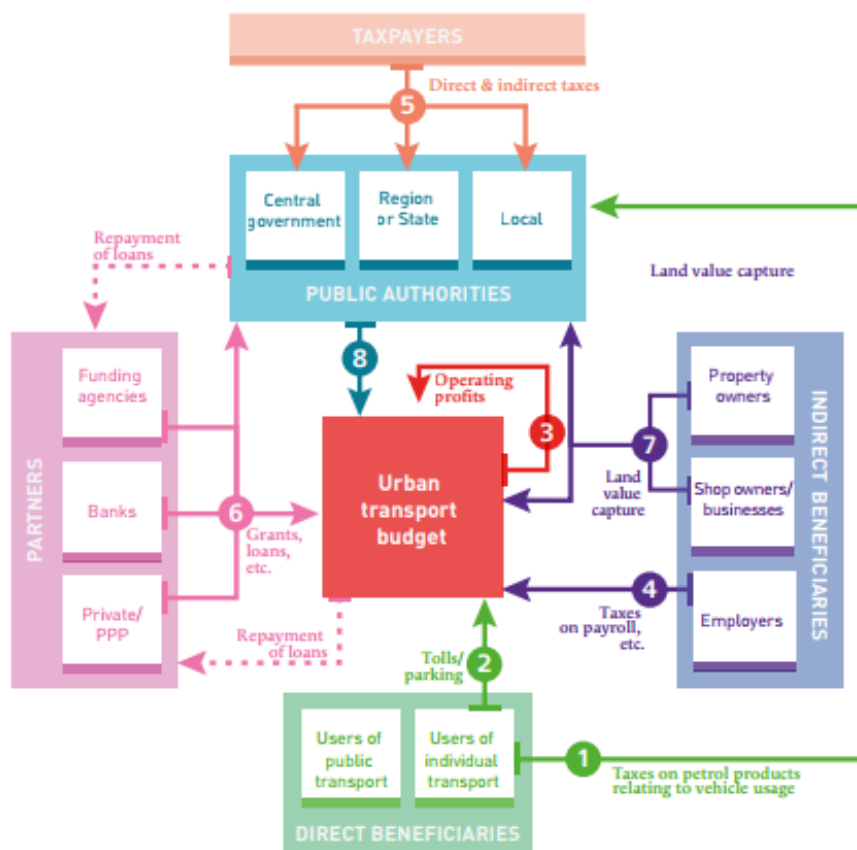 TAXPAYERS
Direct & indirect taxes
5
Central
government
Region
or State
Local
PUBLIC AUTHORITIES
Repayment
of loans
Land value capture
8
Funding
agencies
Banks
Private/
PPP
PARTNERS
6
Grants,
loans,
etc.
Operating
profits
3
Urban
transport
budget
7
Land
value
capture
Property
owners
Shop owners/
businesses
Employers
INDIRECT BENEFICIARIES
4
Taxes
on payroll,
etc.
Repayment
of loans
Tolls/
parking
2
Users of
public
transport
Users of
individual
transport
DIRECT BENEFICIARIES
1
Taxes on petrol products
relating to vehicle usage